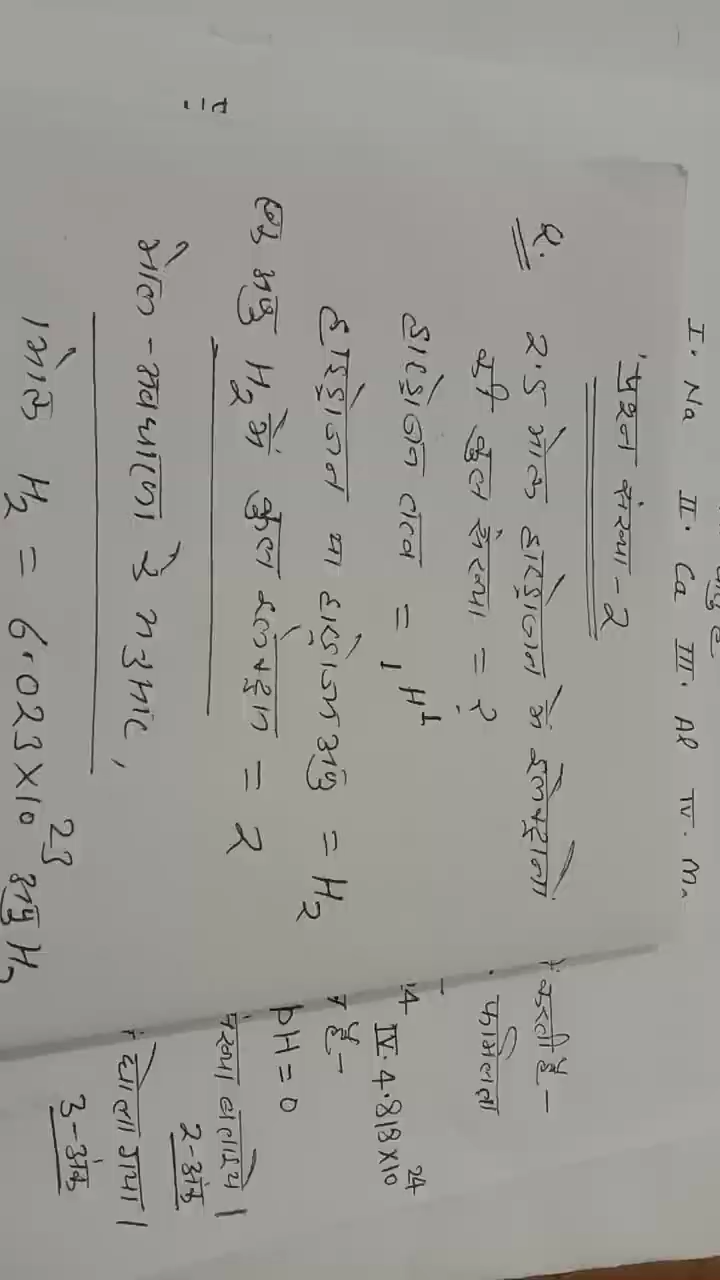 I. Na II. Ca III. Al IV. Mn
प्रश्न संख्या - 2
Q. 2.5 मोल हाइड्रोजन में इलेक्ट्रानों
की कुल संख्या = ?
हाइड्रोजन तत्व = ₁H¹
हाइड्रोजन या हाइड्रोजन अणु = H₂
एक अणु H₂ में कुल इलेक्ट्रान = 2
मोल - अवधारणा के अनुसार,
1 मोल H₂ = 6.023 × 10²³ अणु H₂
करती है -
IV. 4.818 × 10²⁴
है -
pH = 0
संख्या बताइये |
2-अंक
गया |
3-अंक